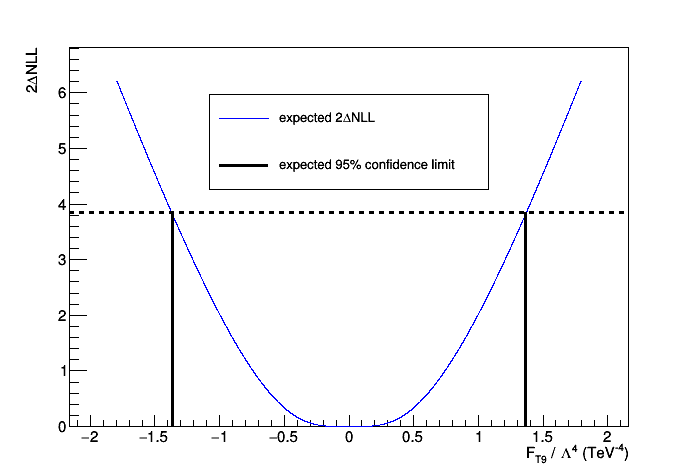 2ΔNLL
6
5
4
3
2
1
0
expected 2ΔNLL
expected 95% confidence limit
−2 −1.5 −1 −0.5 0 0.5 1 1.5 2
F_T9 / Λ^4 (TeV^-4)